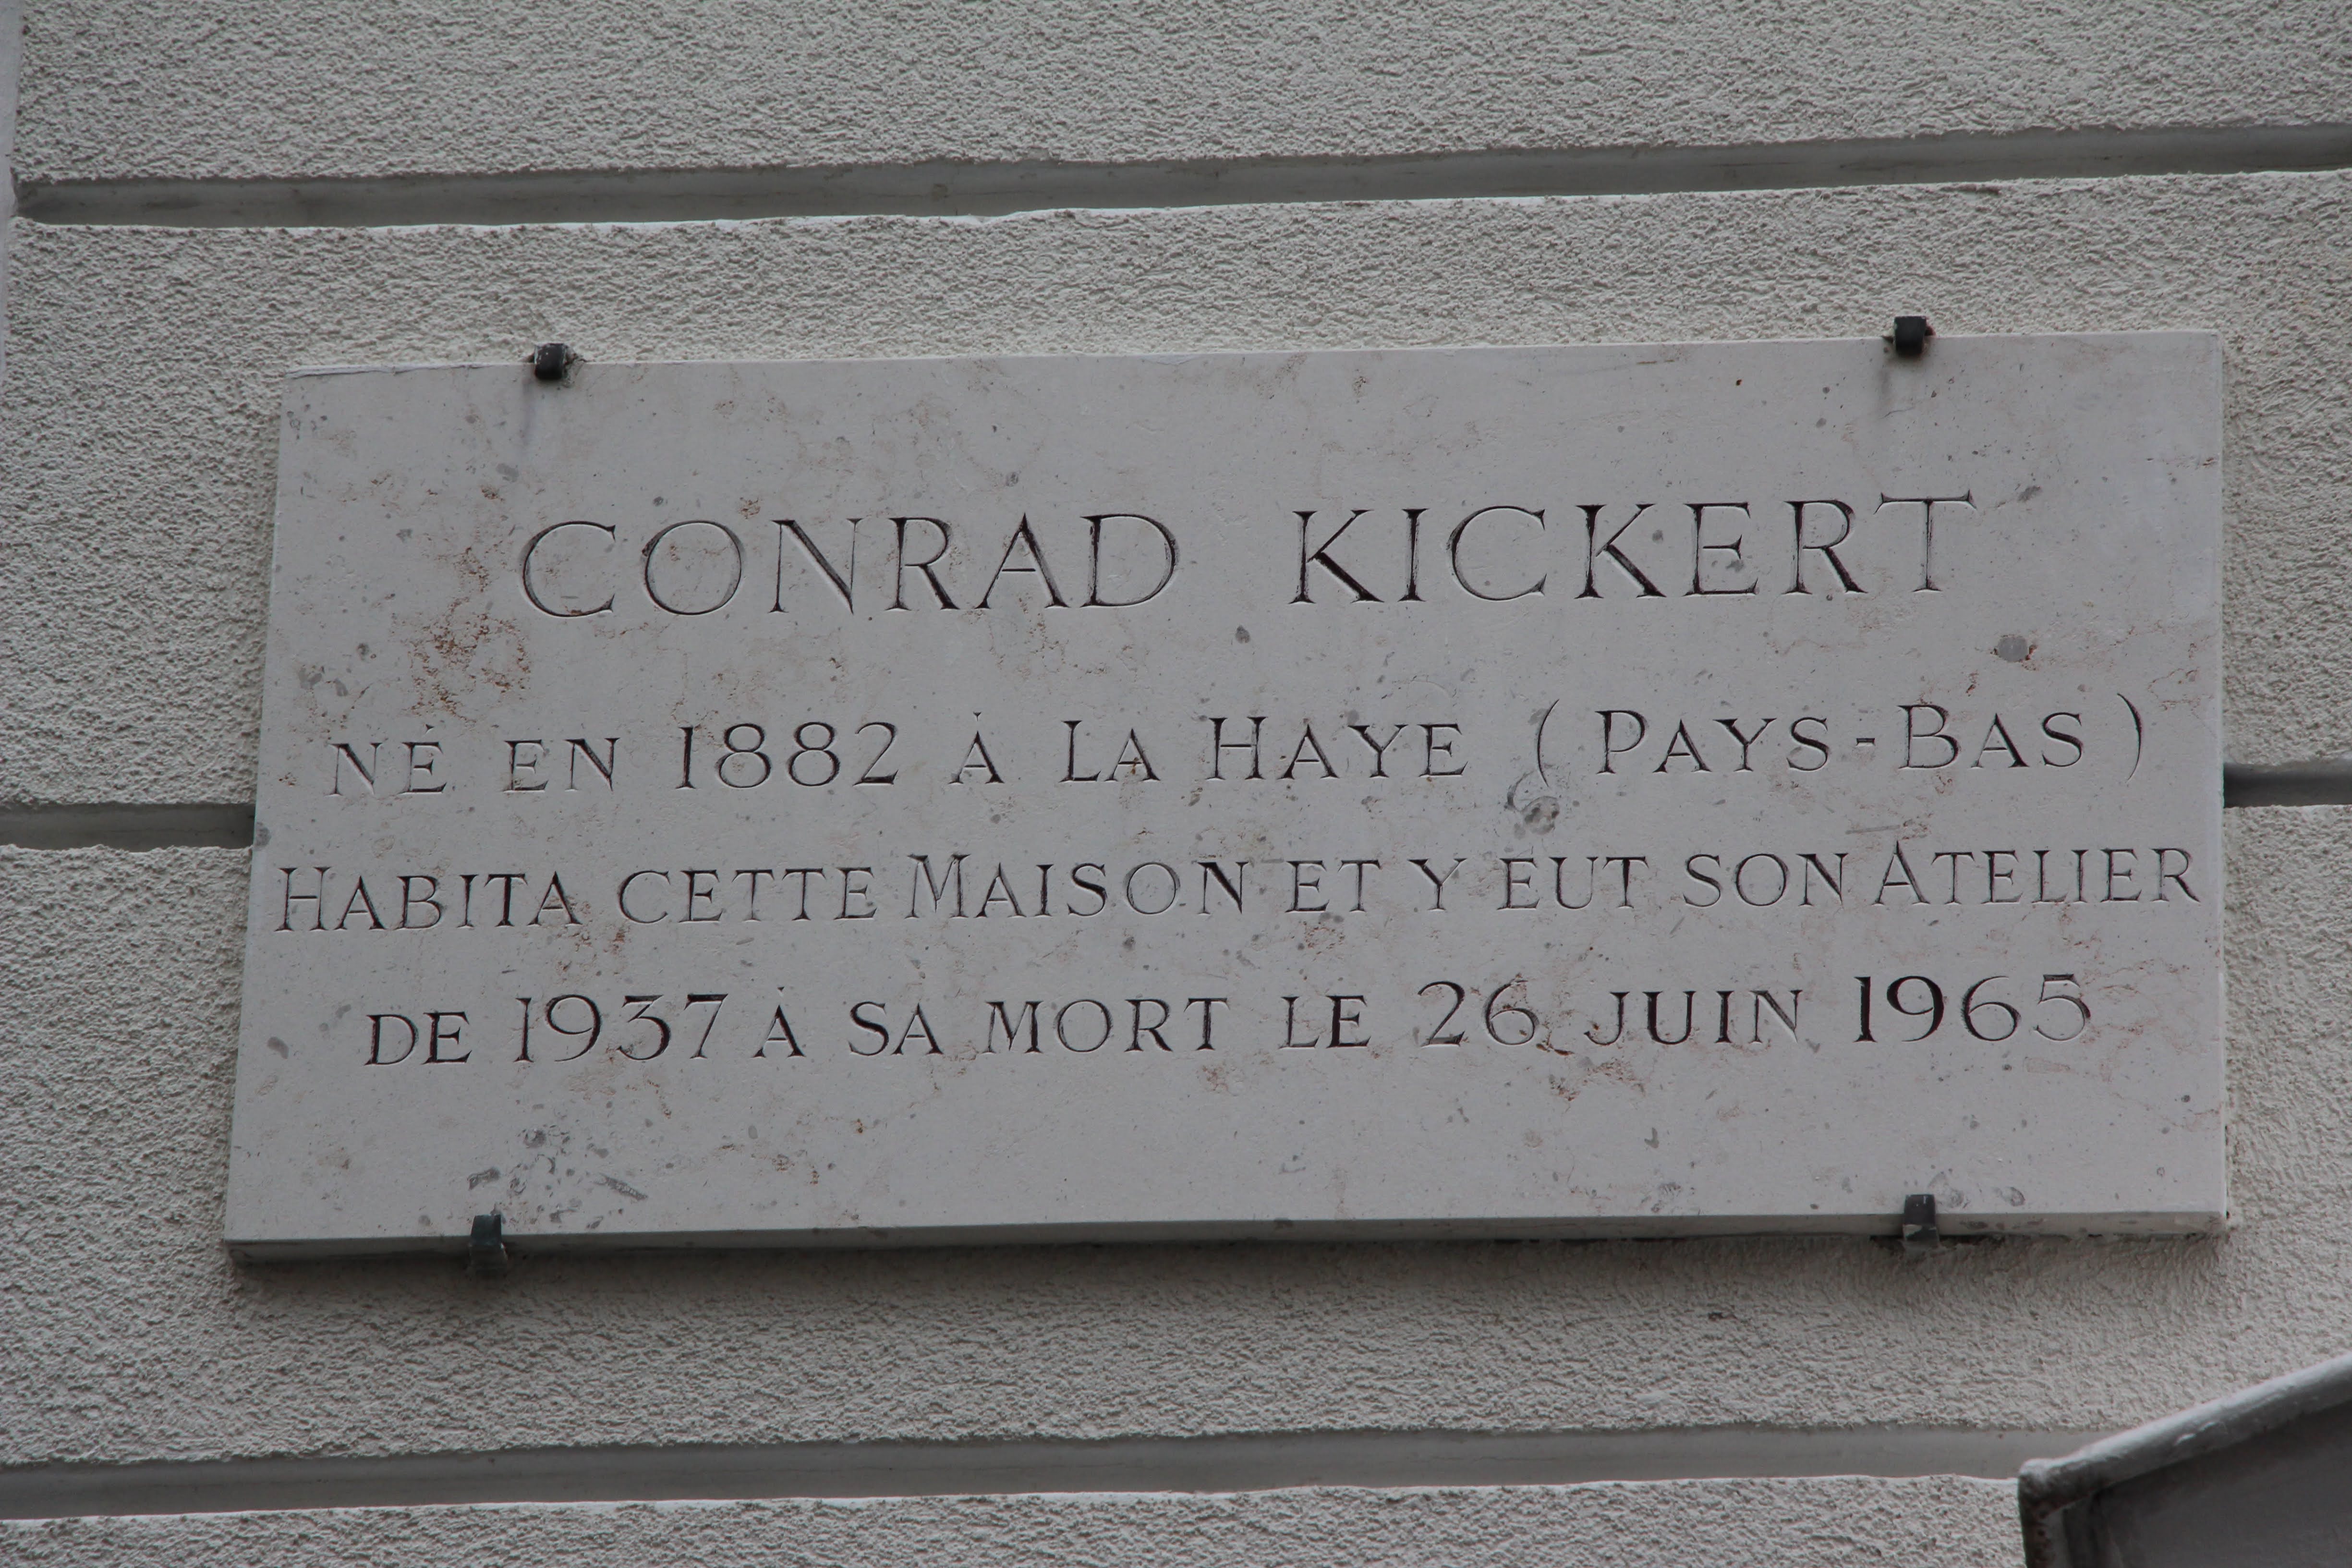 CONRAD KICKERT
NÉ EN 1882 À LA HAYE (PAYS-BAS)
HABITA CETTE MAISON ET Y EUT SON ATELIER
DE 1937 À SA MORT LE 26 JUIN 1965